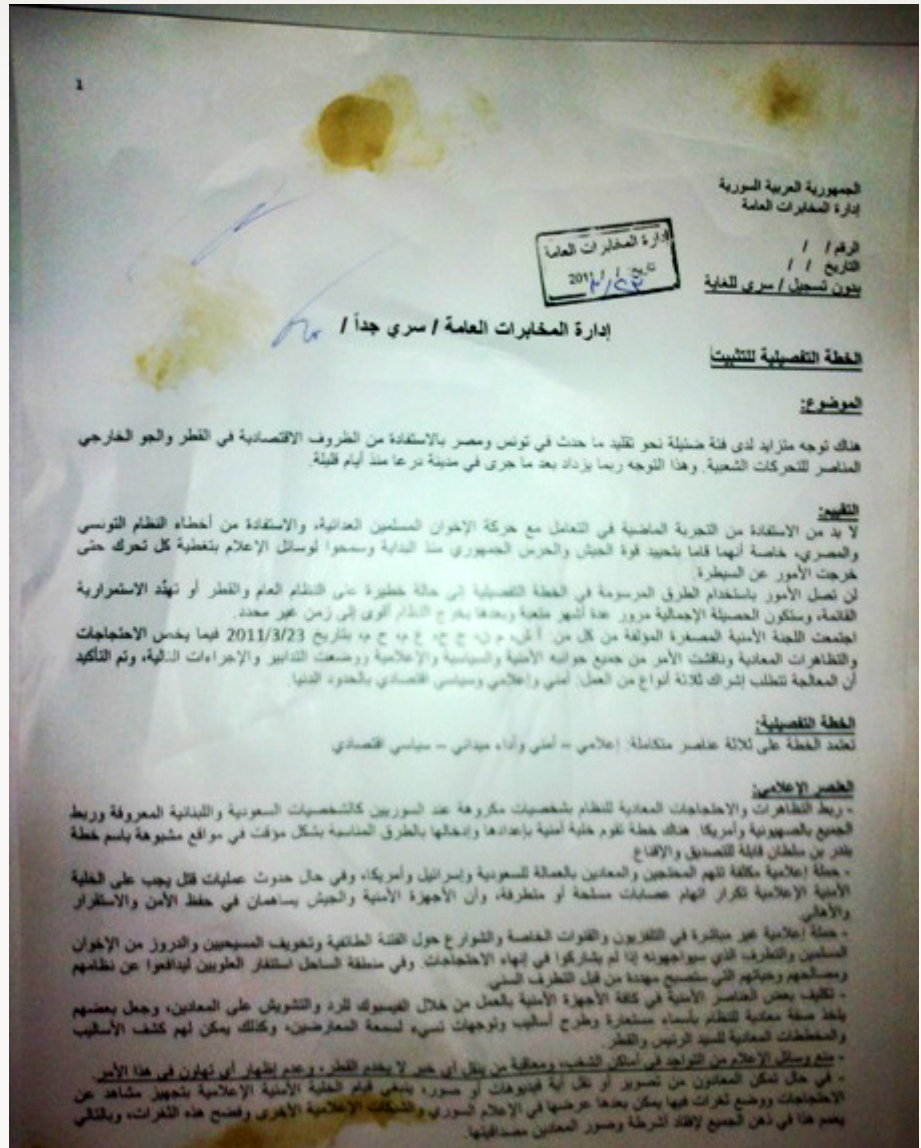 1
الجمهورية العربية السورية
إدارة المخابرات العامة
الرقم / /
التاريخ / /
بدون تسجيل / سري للغاية
إدارة المخابرات العامة
تاريخ / / 2011
إدارة المخابرات العامة / سري جداً /
الخطة التفصيلية للتثبيت
الموضوع:
هناك توجه متزايد لدى فئة ضئيلة نحو تقليد ما حدث في تونس ومصر بالاستفادة من الظروف الاقتصادية في القطر والجو الخارجي
المناصر للتحركات الشعبية. وهذا التوجه ربما يزداد بعد ما جرى في مدينة درعا منذ أيام قليلة.
التقييم:
لا بد من الاستفادة من التجربة الماضية في التعامل مع حركة الإخوان المسلمين العدائية، والاستفادة من أخطاء النظام التونسي
والمصري، خاصة أنهما قاما بتحييد قوة الجيش والحرس الجمهوري منذ البداية وسمحوا لوسائل الإعلام بتغطية كل تحرك حتى
خرجت الأمور عن السيطرة.
لن تصل الأمور باستخدام الطرق المرسومة في الخطة التفصيلية إلى حالة خطيرة على النظام العام والقطر أو تهدد الاستمرارية
القائمة، وستكون الحصيلة الإجمالية مرور عدة أشهر متعبة وبعدها يخرج النظام أقوى إلى زمن غير محدد.
اجتمعت اللجنة الأمنية المصغرة المؤلفة من كل من بتاريخ 2011/3/23 فيما يخص الاحتجاجات
والتظاهرات المعادية وناقشت الأمر من جميع جوانبه الأمنية والسياسية والإعلامية ووضعت التدابير والإجراءات التالية، وتم التأكيد
أن المعالجة تتطلب إشراك ثلاثة أنواع من العمل: أمني وإعلامي وسياسي اقتصادي بالحدود الدنيا.
الخطة التفصيلية:
تعتمد الخطة على ثلاثة عناصر متكاملة: إعلامي – أمني وأداء ميداني – سياسي اقتصادي
العنصر الإعلامي:
- ربط التظاهرات والاحتجاجات المعادية للنظام بشخصيات مكروهة عند السوريين كالشخصيات السعودية واللبنانية المعروفة وربط
الجميع بالصهيونية وأمريكا. هناك خطة تقوم خلية أمنية بإعدادها وإدخالها بالطرق المناسبة بشكل مؤقت في مواقع مشبوهة باسم خطة
بندر بن سلطان قابلة للتصديق والإقناع
- حملة إعلامية مكثفة تتهم المحتجين والمعادين بالعمالة للسعودية وإسرائيل وأمريكا، وفي حال حدوث عمليات قتل يجب على الخلية
الأمنية الإعلامية تكرار اتهام عصابات مسلحة أو متطرفة، وأن الأجهزة الأمنية والجيش يساهمان في حفظ الأمن والاستقرار
والأهالي.
- حملة إعلامية غير مباشرة في التلفزيون والقنوات الخاصة والشوارع حول الفتنة الطائفية وتخويف المسيحيين والدروز من الإخوان
المسلمين والتطرف الذي سيواجهونه إذا لم يشاركوا في إنهاء الاحتجاجات. وفي منطقة الساحل استنفار العلويين ليدافعوا عن نظامهم
ومصالحهم وحياتهم التي ستصبح مهددة من قبل التطرف السني.
- تكليف بعض العناصر الأمنية في كافة الأجهزة الأمنية بالعمل من خلال الفيسبوك للرد والتشويش على المعادين، وجعل بعضهم
يتخذ صفة معادية للنظام بأسماء مستعارة وطرح أساليب وتوجهات تسيء لسمعة المعارضين، وكذلك يمكن لهم كشف الأساليب
والمخططات المعادية للسيد الرئيس والقطر.
- منع وسائل الإعلام من التواجد في أماكن الشغب، ومعاقبة من ينقل أي خبر لا يخدم القطر، وعدم إظهار أي تهاون في هذا الأمر.
- في حال تمكن المعادون من تصوير أو نقل أية فيديوهات أو صور، ينبغي قيام الخلية الأمنية الإعلامية بتجهيز مشاهد عن
الاحتجاجات ووضع ثغرات فيها يمكن بعدها عرضها في الإعلام السوري والشبكات الإعلامية الأخرى وفضح هذه الثغرات، وبالتالي
يعمم هذا في ذهن الجميع لإفقاد أشرطة وصور المعادين مصداقيتها.